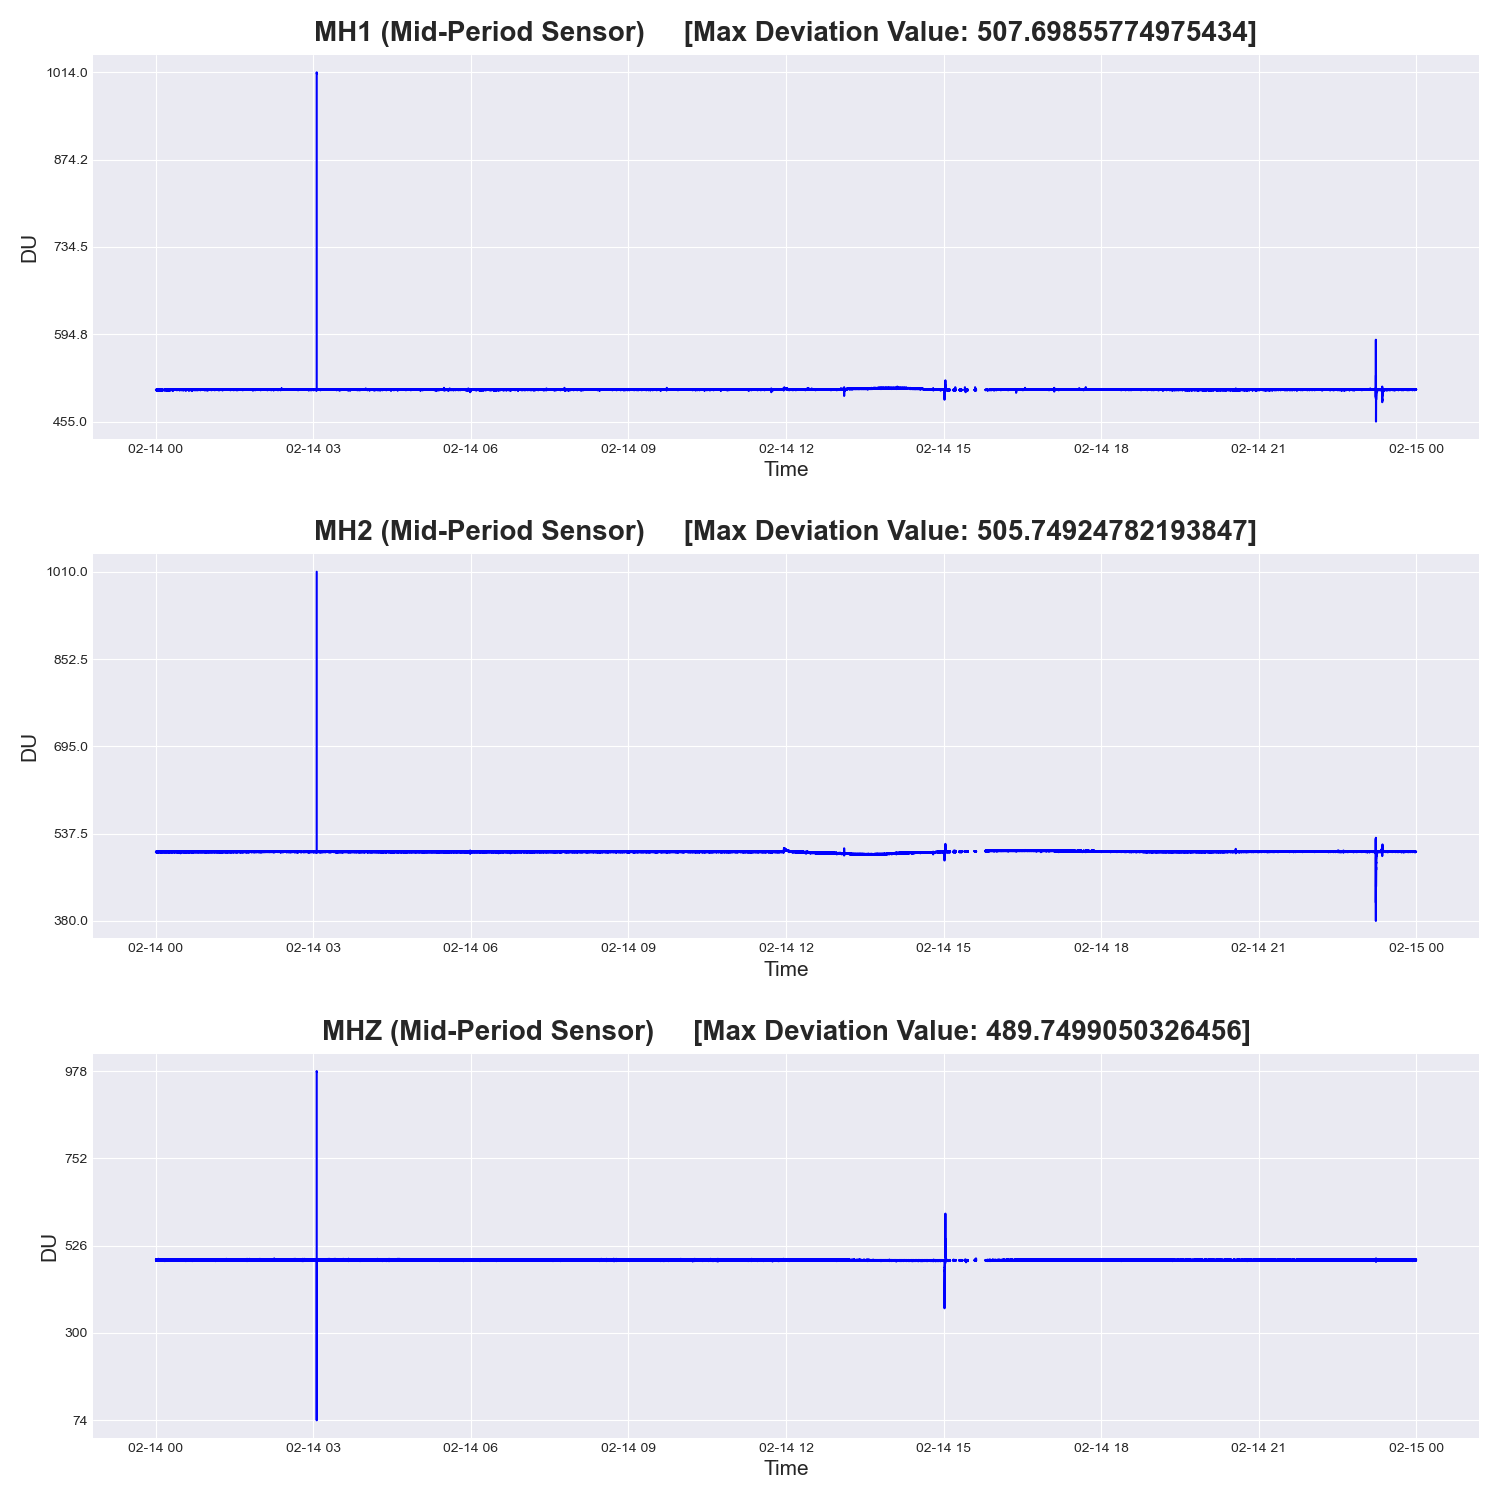 MH1 (Mid-Period Sensor) [Max Deviation Value: 507.69855774975434]
1014.0
874.2
734.5
594.8
455.0
DU
02-14 00 02-14 03 02-14 06 02-14 09 02-14 12 02-14 15 02-14 18 02-14 21 02-15 00
Time
MH2 (Mid-Period Sensor) [Max Deviation Value: 505.74924782193847]
1010.0
852.5
695.0
537.5
380.0
DU
02-14 00 02-14 03 02-14 06 02-14 09 02-14 12 02-14 15 02-14 18 02-14 21 02-15 00
Time
MHZ (Mid-Period Sensor) [Max Deviation Value: 489.7499050326456]
978
752
526
300
74
DU
02-14 00 02-14 03 02-14 06 02-14 09 02-14 12 02-14 15 02-14 18 02-14 21 02-15 00
Time